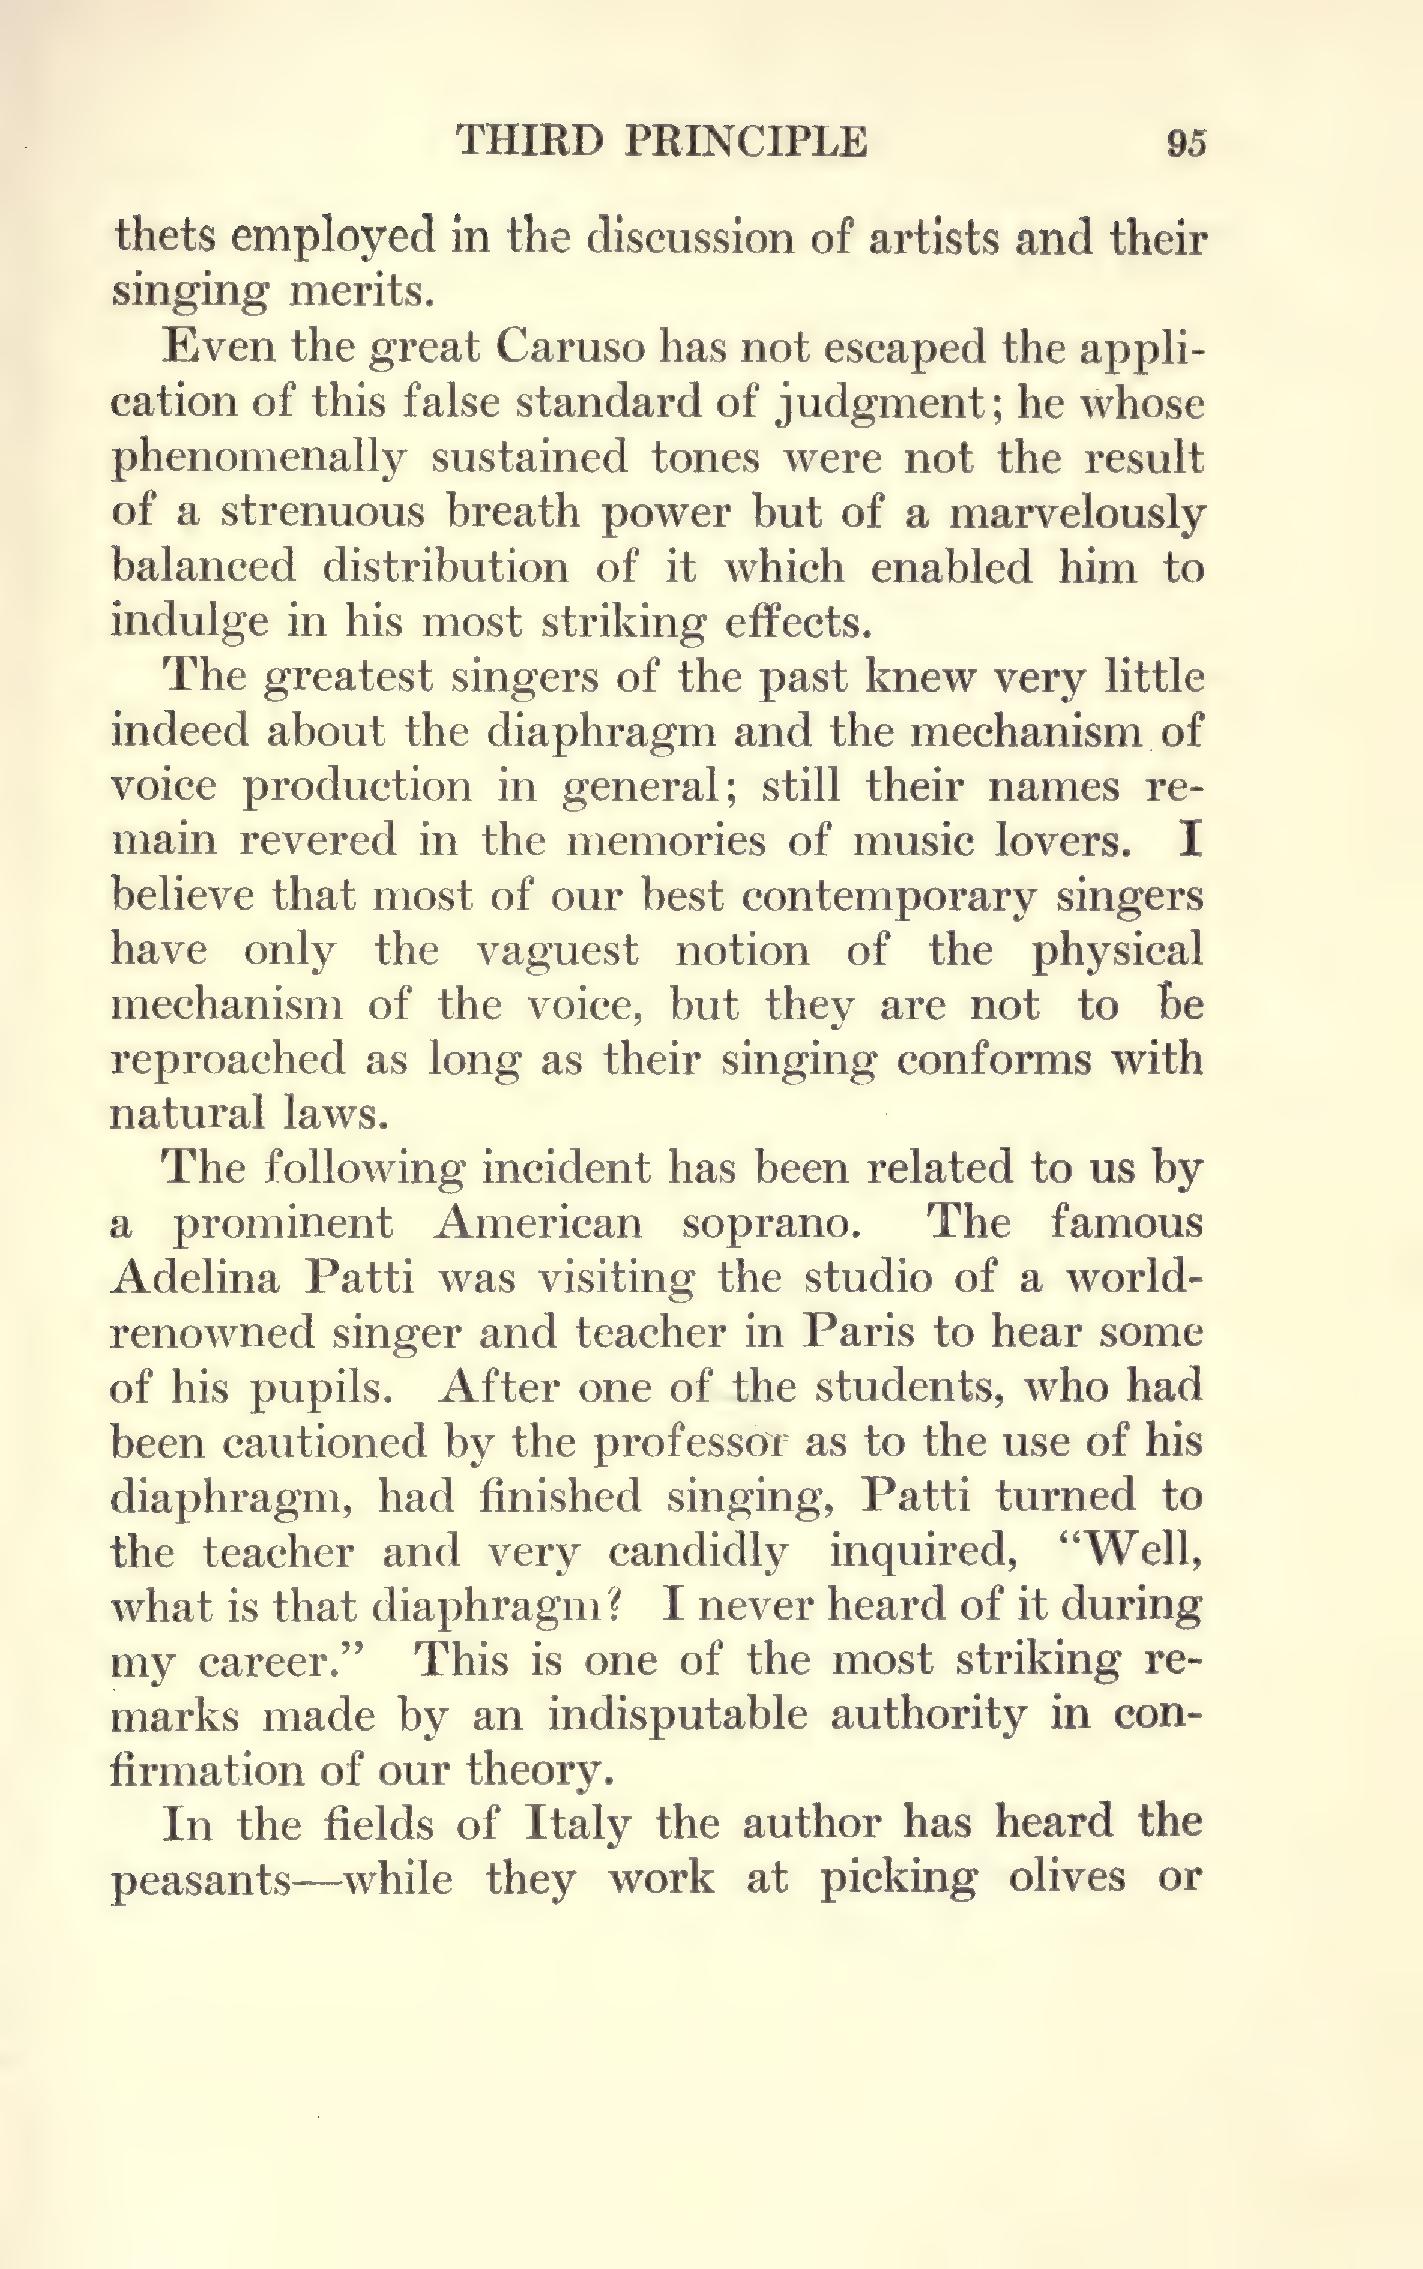 THIRD PRINCIPLE 95
thets employed in the discussion of artists and their
singing merits.
Even the great Caruso has not escaped the appli-
cation of this false standard of judgment; he whose
phenomenally sustained tones were not the result
of a strenuous breath power but of a marvelously
balanced distribution of it which enabled him to
indulge in his most striking effects.
The greatest singers of the past knew very little
indeed about the diaphragm and the mechanism of
voice production in general; still their names re-
main revered in the memories of music lovers. I
believe that most of our best contemporary singers
have only the vaguest notion of the physical
mechanism of the voice, but they are not to be
reproached as long as their singing conforms with
natural laws.
The following incident has been related to us by
a prominent American soprano. The famous
Adelina Patti was visiting the studio of a world-
renowned singer and teacher in Paris to hear some
of his pupils. After one of the students, who had
been cautioned by the professor as to the use of his
diaphragm, had finished singing, Patti turned to
the teacher and very candidly inquired, “Well,
what is that diaphragm? I never heard of it during
my career.” This is one of the most striking re-
marks made by an indisputable authority in con-
firmation of our theory.
In the fields of Italy the author has heard the
peasants—while they work at picking olives or